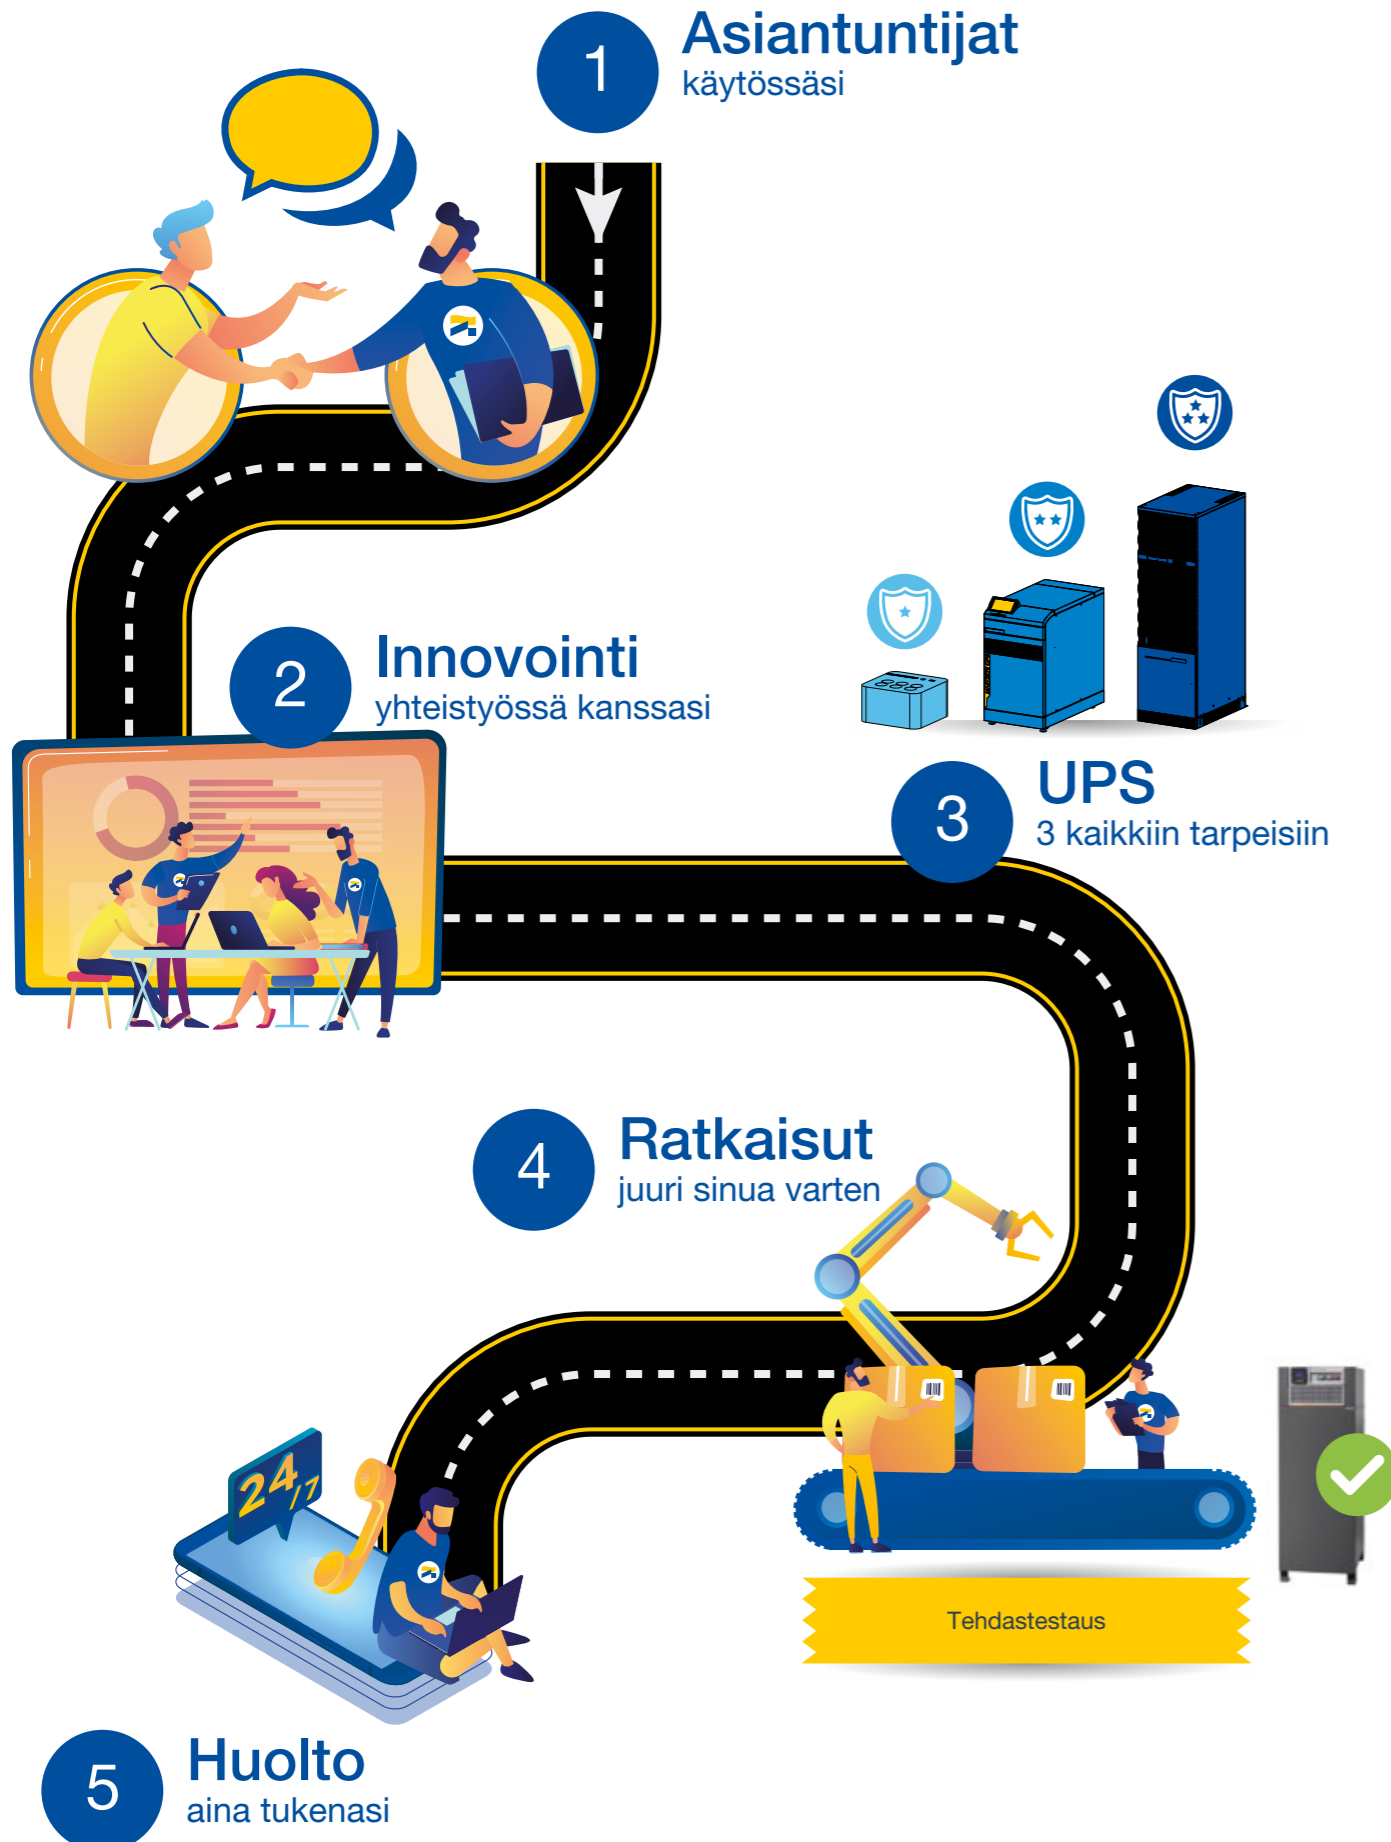 1
Asiantuntijat
käytössäsi
2
Innovointi
yhteistyössä kanssasi
3
UPS
3 kaikkiin tarpeisiin
4
Ratkaisut
juuri sinua varten
24/7
Tehdastestaus
5
Huolto
aina tukenasi